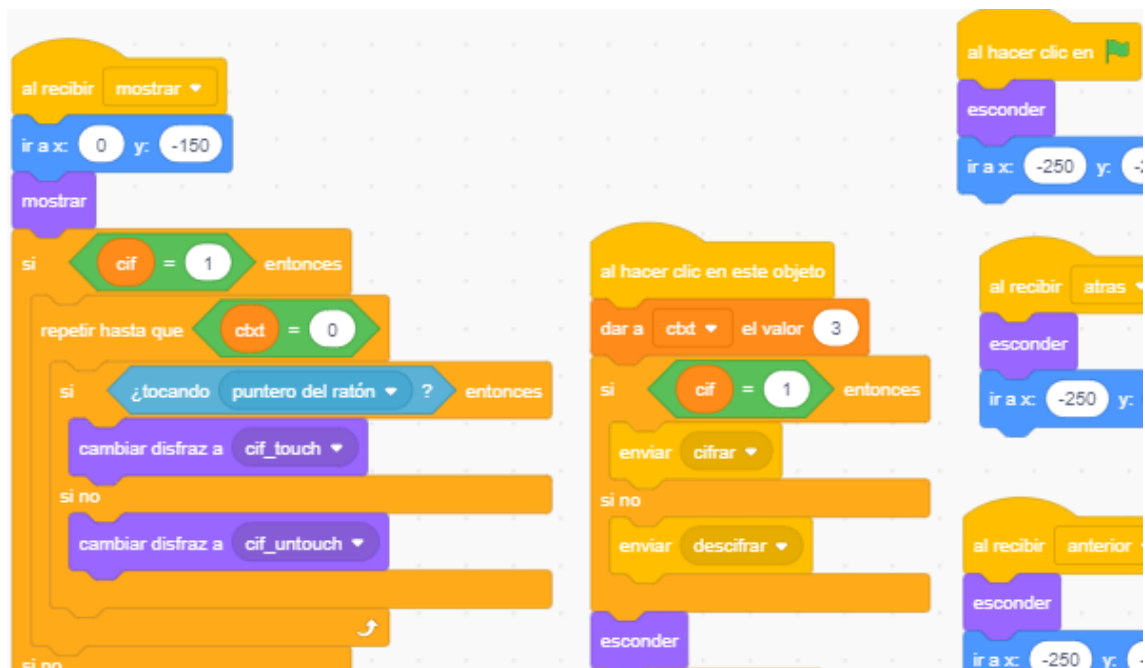 al recibir mostrar
ir a x: 0 y: -150
mostrar
si cif = 1 entonces
repetir hasta que ctxt = 0
si ¿tocando puntero del ratón ? entonces
cambiar disfraz a cif_touch
si no
cambiar disfraz a cif_untouch
si no
al hacer clic en este objeto
dar a ctxt el valor 3
si cif = 1 entonces
enviar cifrar
si no
enviar descifrar
esconder
al hacer clic en
esconder
ir a x: -250 y:
al recibir atras
esconder
ir a x: -250 y:
al recibir anterior
esconder
ir a x: -250 y: